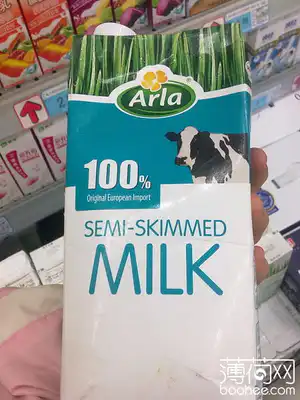 Arla
100%
Original European Import
SEMI-SKIMMED
MILK
薄荷网
boohee.com